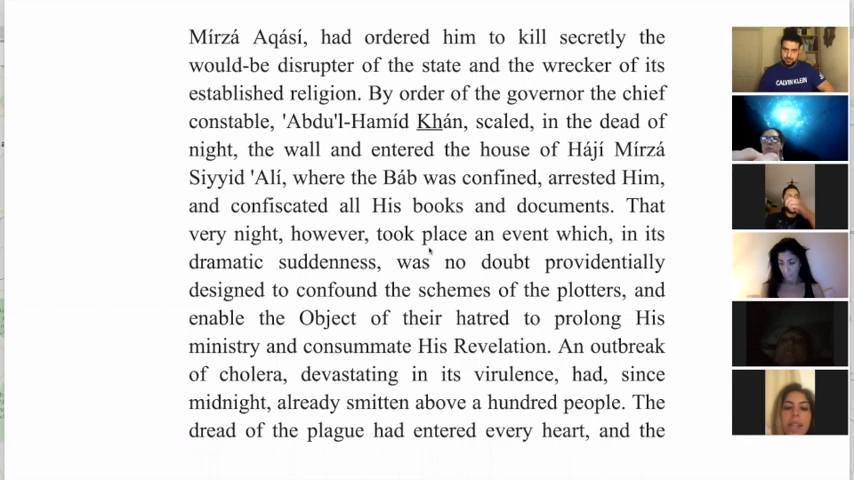 Mírzá Aqásí, had ordered him to kill secretly the
would-be disrupter of the state and the wrecker of its
established religion. By order of the governor the chief
constable, 'Abdu'l-Hamíd Khán, scaled, in the dead of
night, the wall and entered the house of Hájí Mírzá
Siyyid 'Alí, where the Báb was confined, arrested Him,
and confiscated all His books and documents. That
very night, however, took place an event which, in its
dramatic suddenness, was no doubt providentially
designed to confound the schemes of the plotters, and
enable the Object of their hatred to prolong His
ministry and consummate His Revelation. An outbreak
of cholera, devastating in its virulence, had, since
midnight, already smitten above a hundred people. The
dread of the plague had entered every heart, and the
CALVIN KLEIN